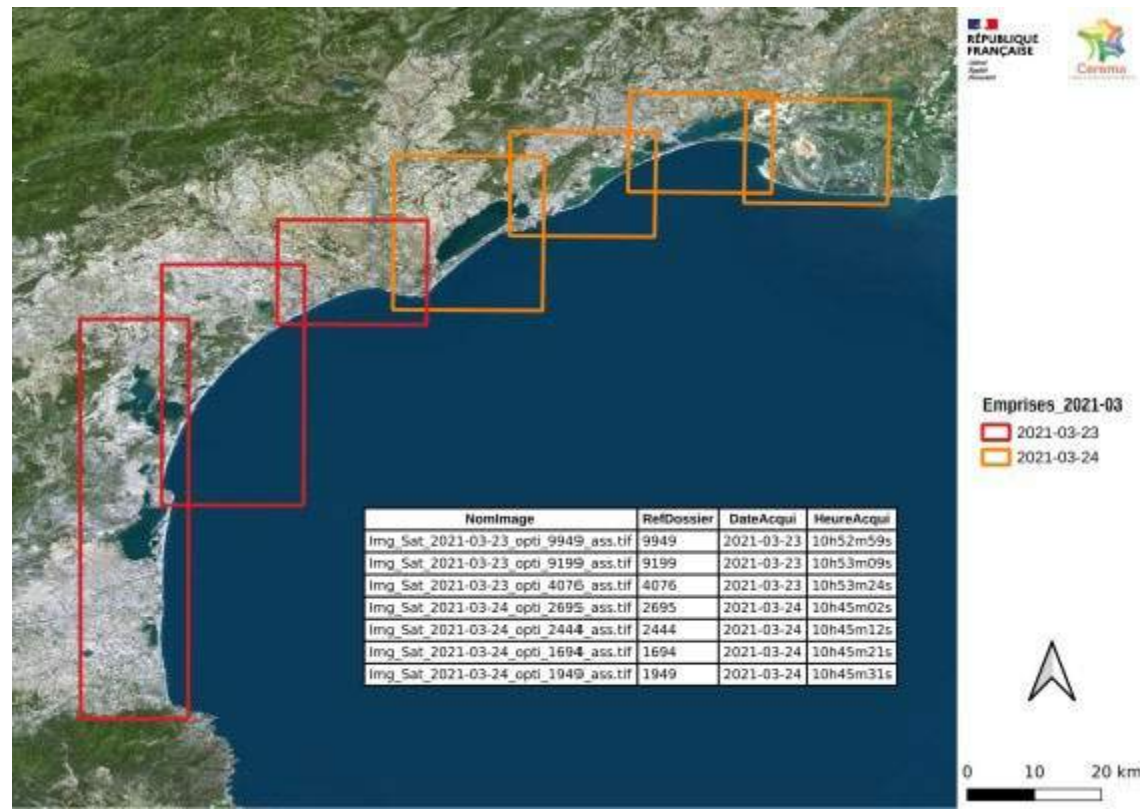 RÉPUBLIQUE
FRANÇAISE
Cerema
Emprises_2021-03
2021-03-23
2021-03-24
NomImage RefDossier DateAcqui HeureAcqui
Img_Sat_2021-03-23_opti_9949_ass.tif 9949 2021-03-23 10h52m59s
Img_Sat_2021-03-23_opti_9199_ass.tif 9199 2021-03-23 10h53m09s
Img_Sat_2021-03-23_opti_4076_ass.tif 4076 2021-03-23 10h53m24s
Img_Sat_2021-03-24_opti_2695_ass.tif 2695 2021-03-24 10h45m02s
Img_Sat_2021-03-24_opti_2444_ass.tif 2444 2021-03-24 10h45m12s
Img_Sat_2021-03-24_opti_1694_ass.tif 1694 2021-03-24 10h45m21s
Img_Sat_2021-03-24_opti_1949_ass.tif 1949 2021-03-24 10h45m31s
0 10 20 km